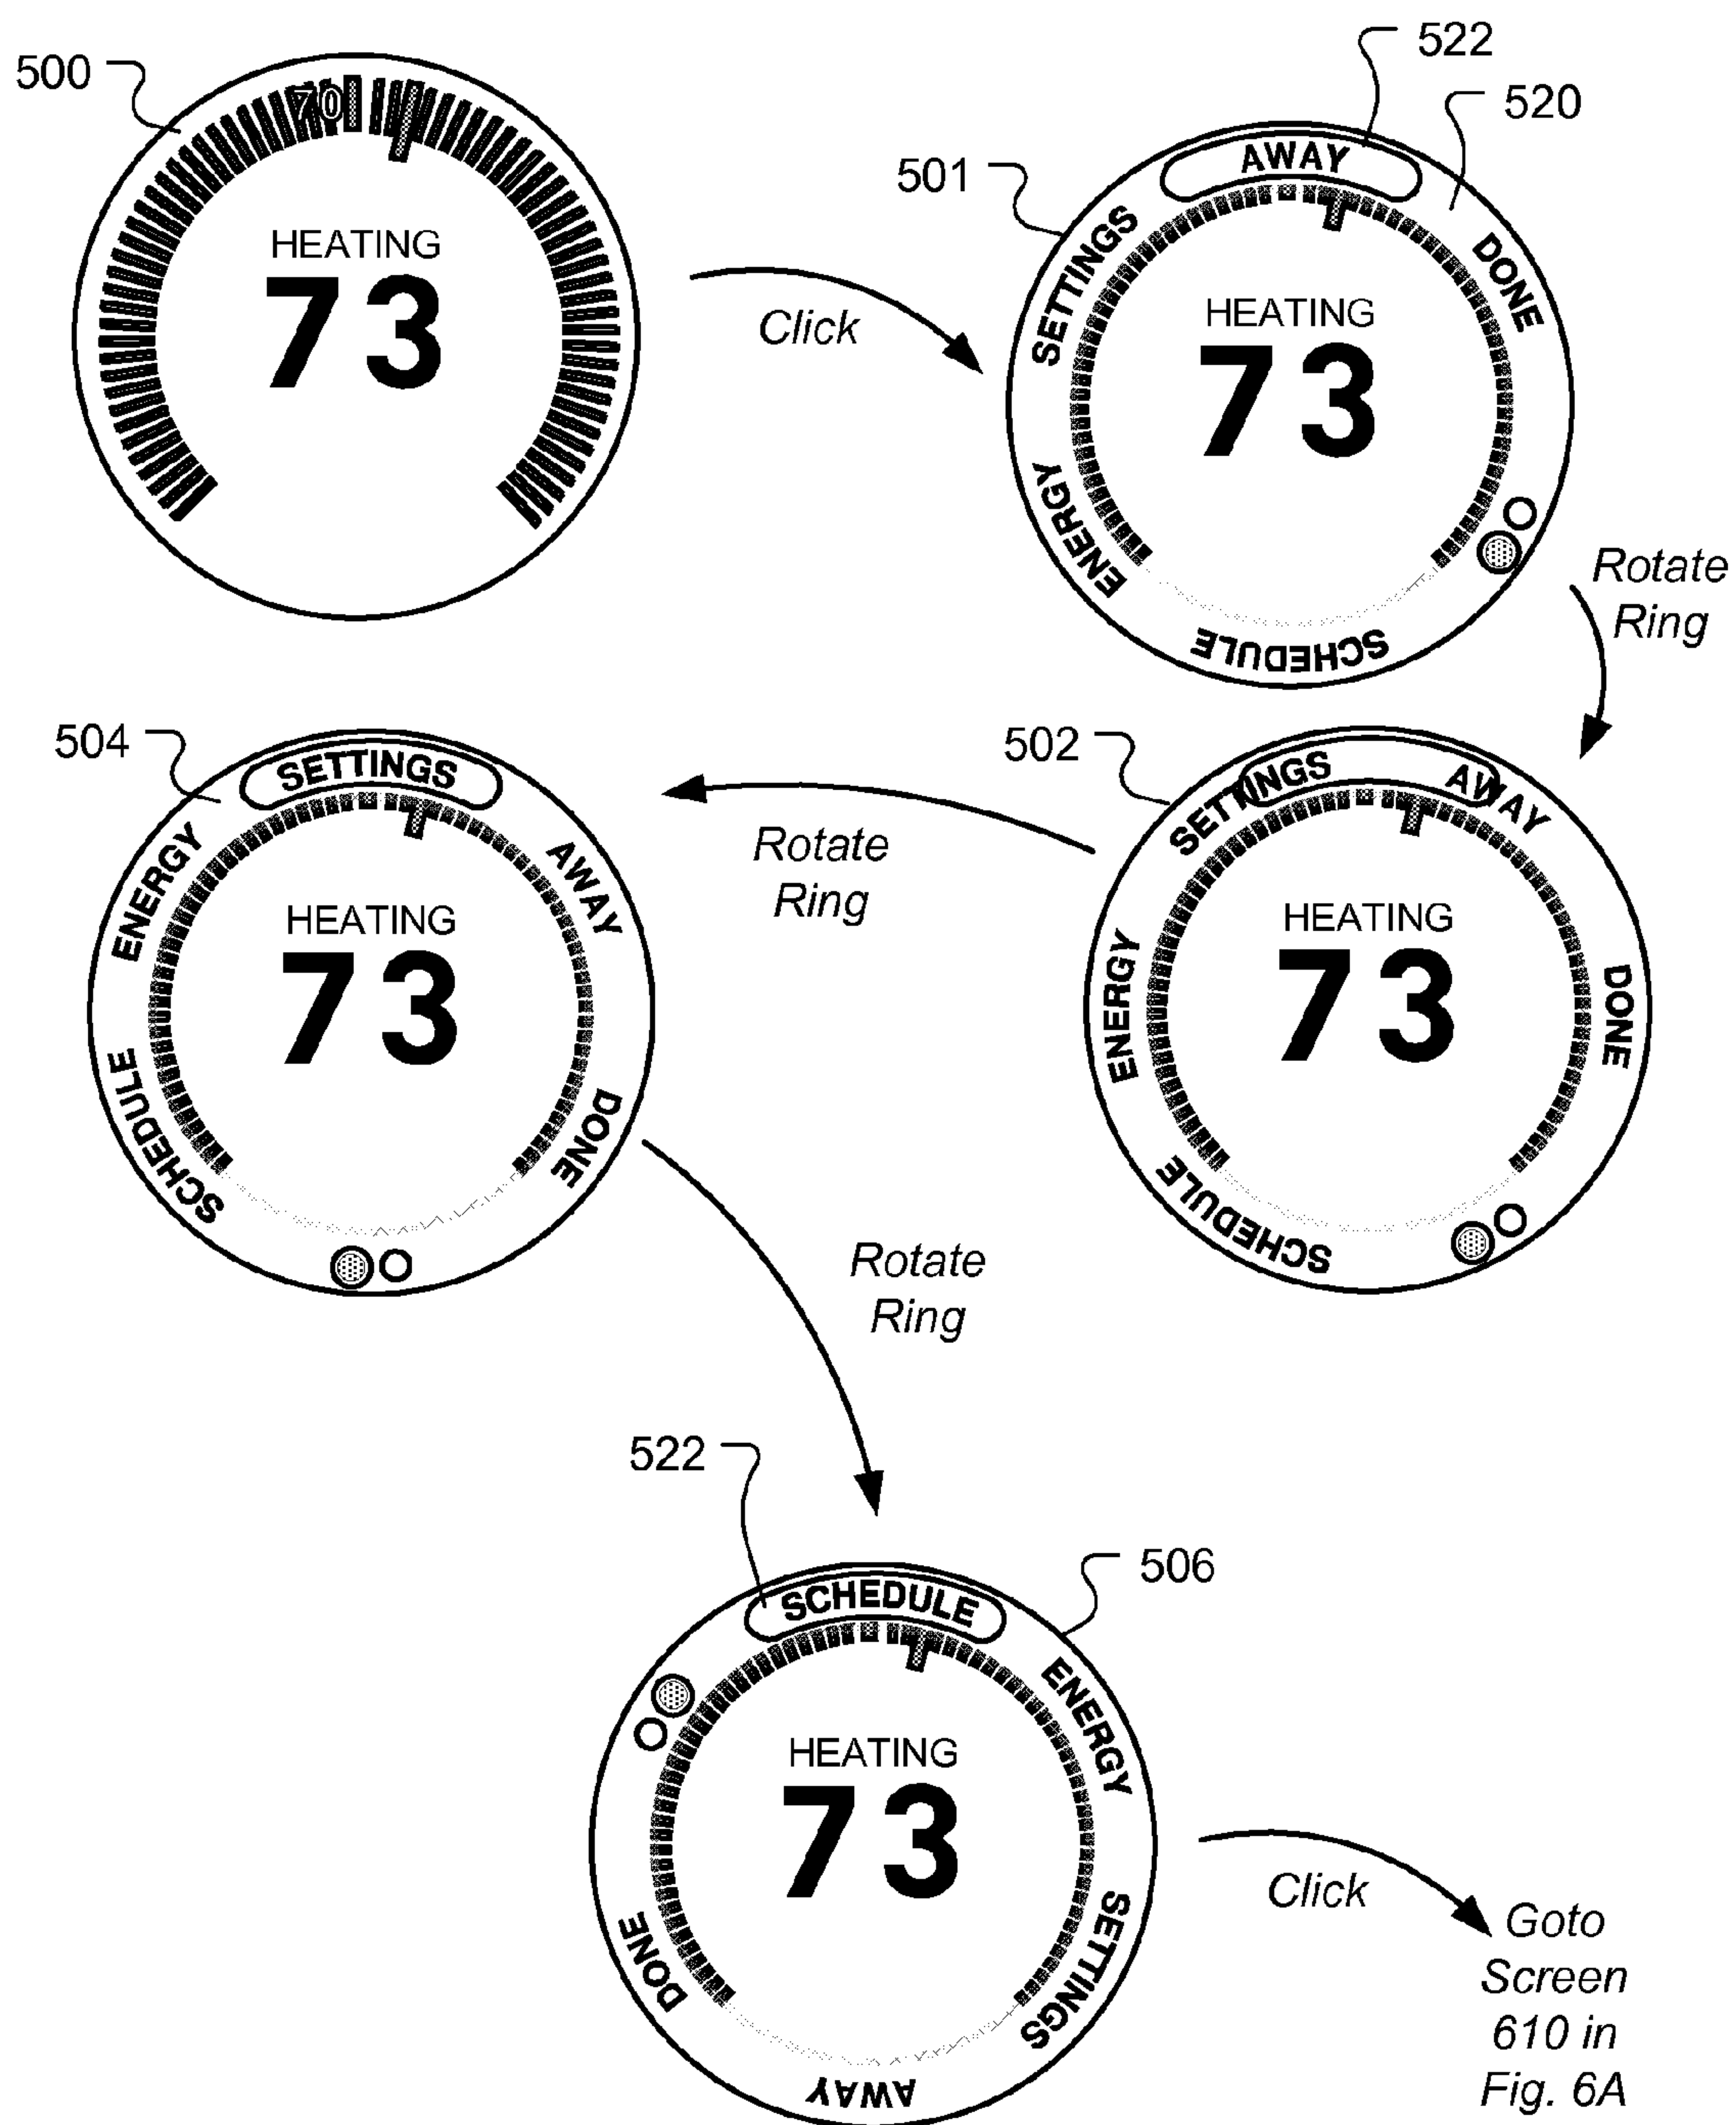 500
70
HEATING
73
Click
522
520
501
AWAY
SETTINGS
DONE
HEATING
73
ENERGY
SCHEDULE
Rotate
Ring
504
SETTINGS
ENERGY
AWAY
HEATING
73
SCHEDULE
DONE
Rotate
Ring
502
SETTINGS
AWAY
ENERGY
HEATING
73
DONE
SCHEDULE
Rotate
Ring
522
506
SCHEDULE
ENERGY
HEATING
73
DONE
SETTINGS
AWAY
Click
Goto
Screen
610 in
Fig. 6A